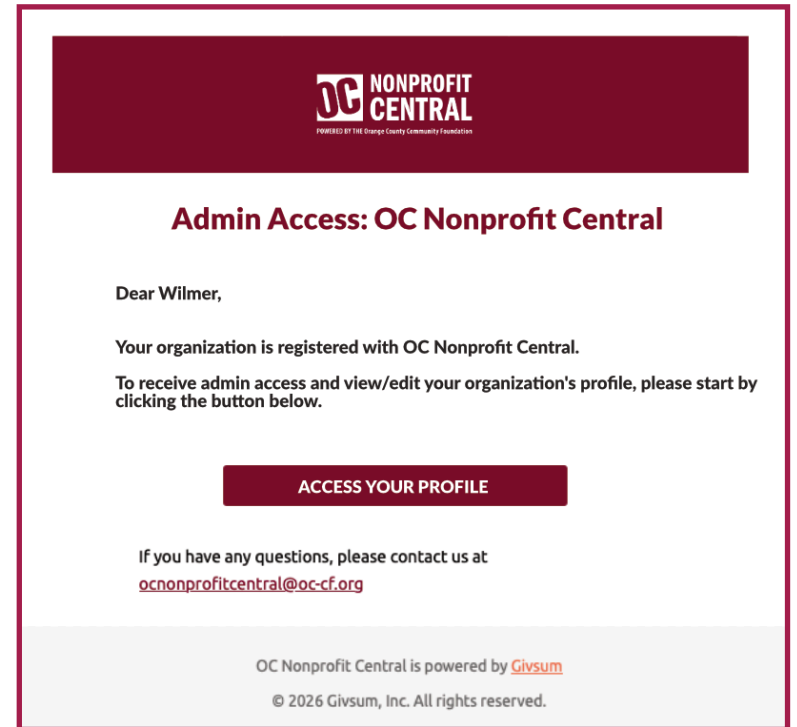 OC NONPROFIT
CENTRAL
POWERED BY THE Orange County Community Foundation
Admin Access: OC Nonprofit Central
Dear Wilmer,
Your organization is registered with OC Nonprofit Central.
To receive admin access and view/edit your organization's profile, please start by
clicking the button below.
ACCESS YOUR PROFILE
If you have any questions, please contact us at
ocnonprofitcentral@oc-cf.org
OC Nonprofit Central is powered by Givsum
© 2026 Givsum, Inc. All rights reserved.